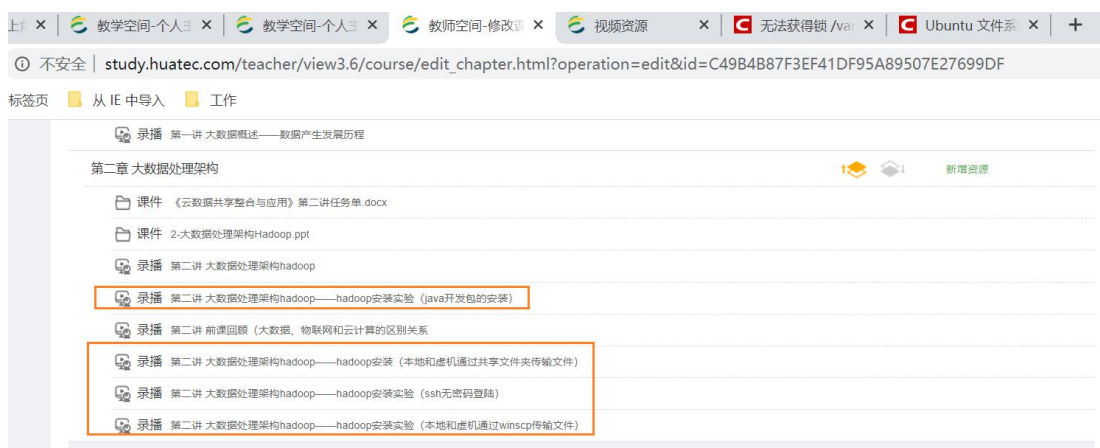 上 教学空间-个人主 教学空间-个人主 教师空间-修改 视频资源 无法获得锁 /var Ubuntu 文件系 +
不安全 | study.huatec.com/teacher/view3.6/course/edit_chapter.html?operation=edit&id=C49B4B87F3EF41DF95A89507E27699DF
标签页 从 IE 中导入 工作
录播 第一讲 大数据概述——数据产生发展历程
第二章 大数据处理架构 新增资源
课件 《云数据共享整合与应用》第二讲任务单.docx
课件 2-大数据处理架构Hadoop.ppt
录播 第二讲 大数据处理架构hadoop
录播 第二讲 大数据处理架构hadoop——hadoop安装实验（java开发包的安装）
录播 第二讲 前课回顾（大数据、物联网和云计算的区别关系
录播 第二讲 大数据处理架构hadoop——hadoop安装（本地和虚机通过共享文件夹传输文件）
录播 第二讲 大数据处理架构hadoop——hadoop安装实验（ssh无密码登陆）
录播 第二讲 大数据处理架构hadoop——hadoop安装实验（本地和虚机通过winscp传输文件）